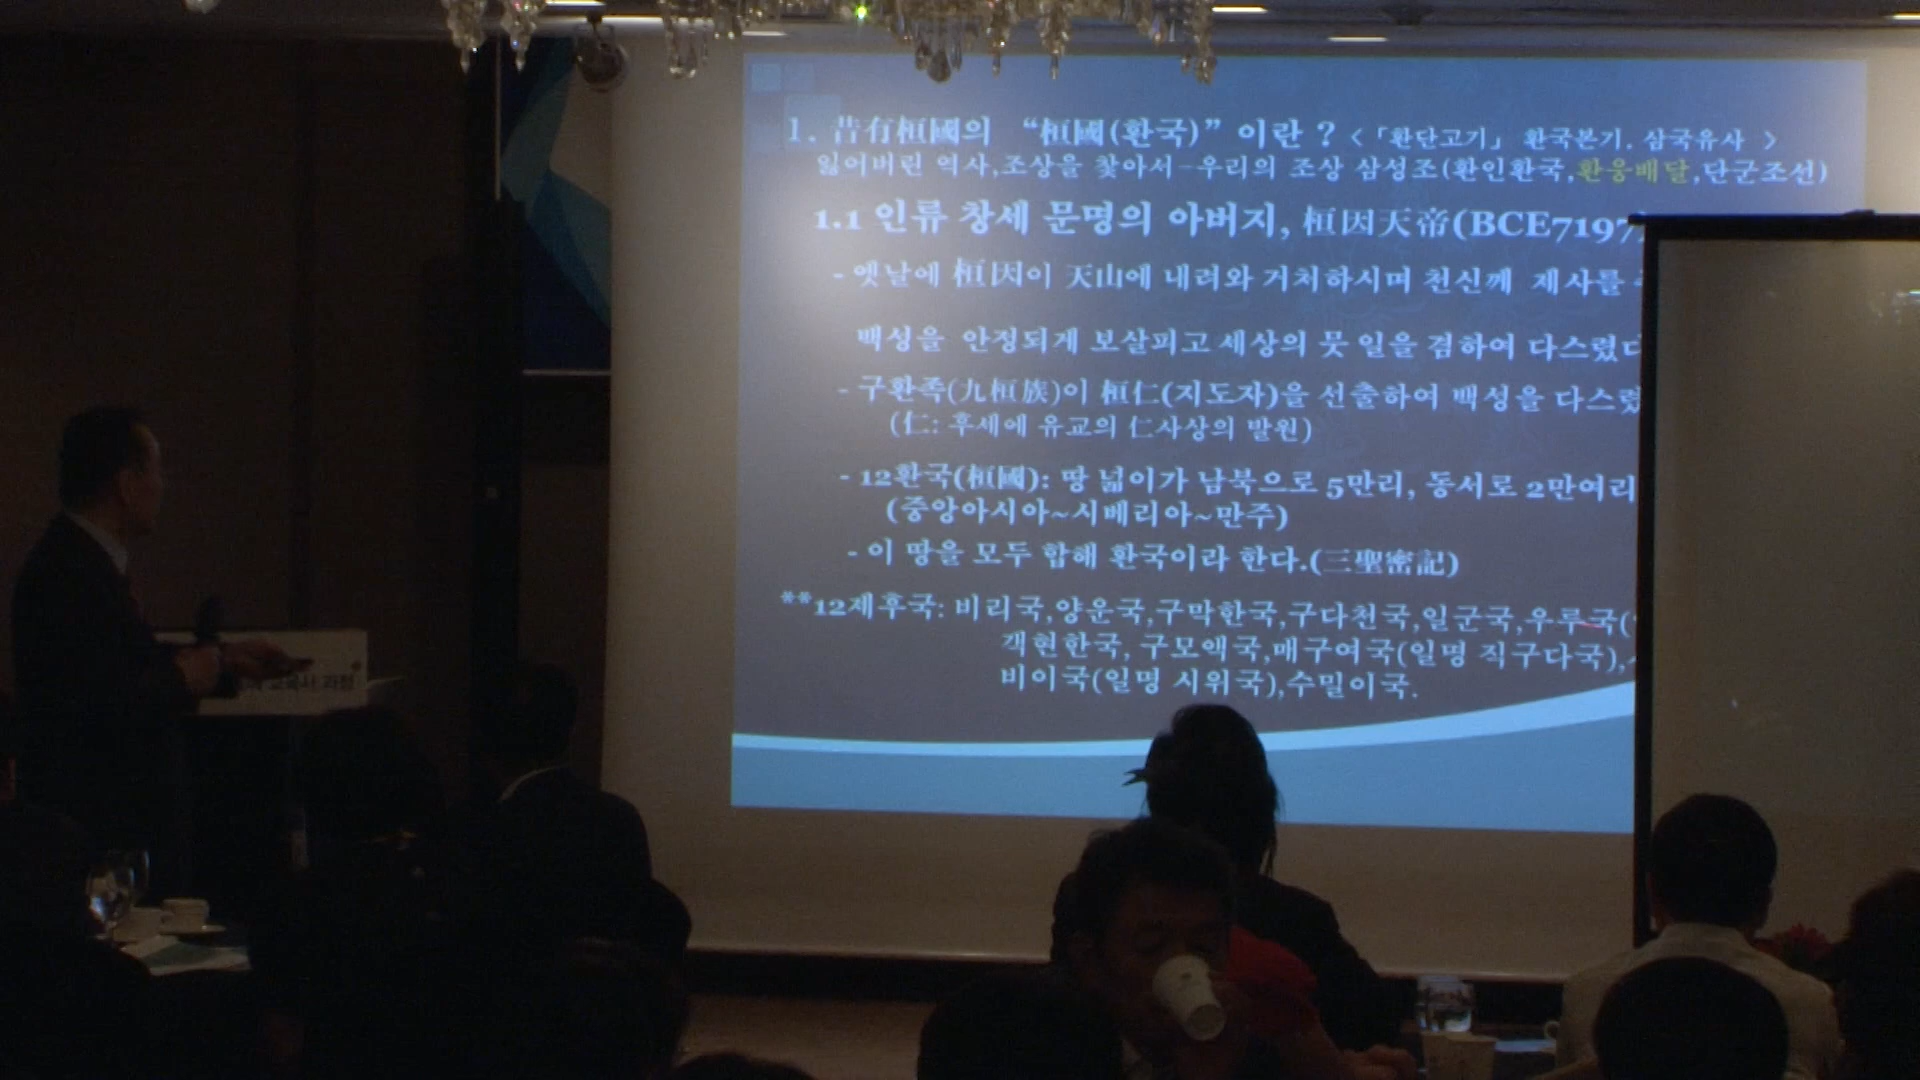 1. 昔有桓國의 “桓國(환국)” 이란 ? <「환단고기」 환국본기. 삼국유사 >
잃어버린 역사,조상을 찾아서-우리의 조상 삼성조(환인환국,환웅배달,단군조선)
1.1 인류 창세 문명의 아버지, 桓因天帝(BCE7197
- 옛날에 桓因이 天山에 내려와 거처하시며 천신께 제사를
백성을 안정되게 보살피고 세상의 뭇 일을 겸하여 다스렸다
- 구환족(九桓族)이 桓仁(지도자)을 선출하여 백성을 다스렸
(仁: 후세에 유교의 仁사상의 발원)
- 12환국(桓國): 땅 넓이가 남북으로 5만리, 동서로 2만여리
(중앙아시아~시베리아~만주)
- 이 땅을 모두 합해 환국이라 한다.(三聖密記)
**12제후국: 비리국,양운국,구막한국,구다천국,일군국,우루국(
객현한국, 구모액국,매구여국(일명 직구다국),
비이국(일명 시위국),수밀이국.
교육사 과정